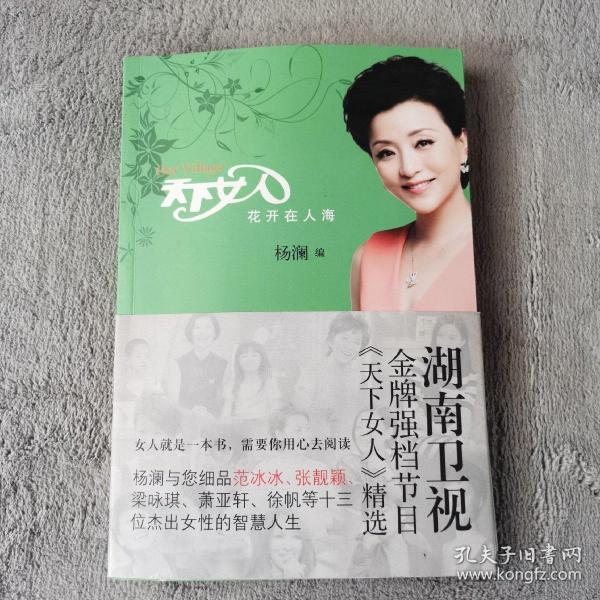 Her Village
天下女人
花开在人海
杨澜 编
湖南卫视
金牌强档节目
《天下女人》精选
女人就是一本书，需要你用心去阅读
杨澜与您细品范冰冰、张靓颖、
梁咏琪、萧亚轩、徐帆等十三
位杰出女性的智慧人生
孔夫子旧书网
www.kongfz.com